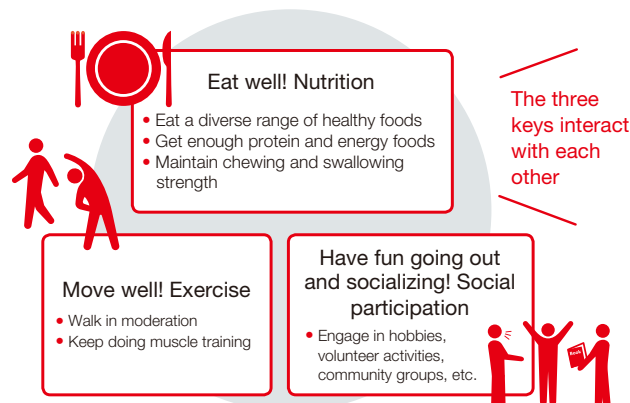 Eat well! Nutrition
• Eat a diverse range of healthy foods
• Get enough protein and energy foods
• Maintain chewing and swallowing
strength
The three
keys interact
with each
other
Move well! Exercise
• Walk in moderation
• Keep doing muscle training
Have fun going out
and socializing! Social
participation
• Engage in hobbies,
volunteer activities,
community groups, etc.
Book